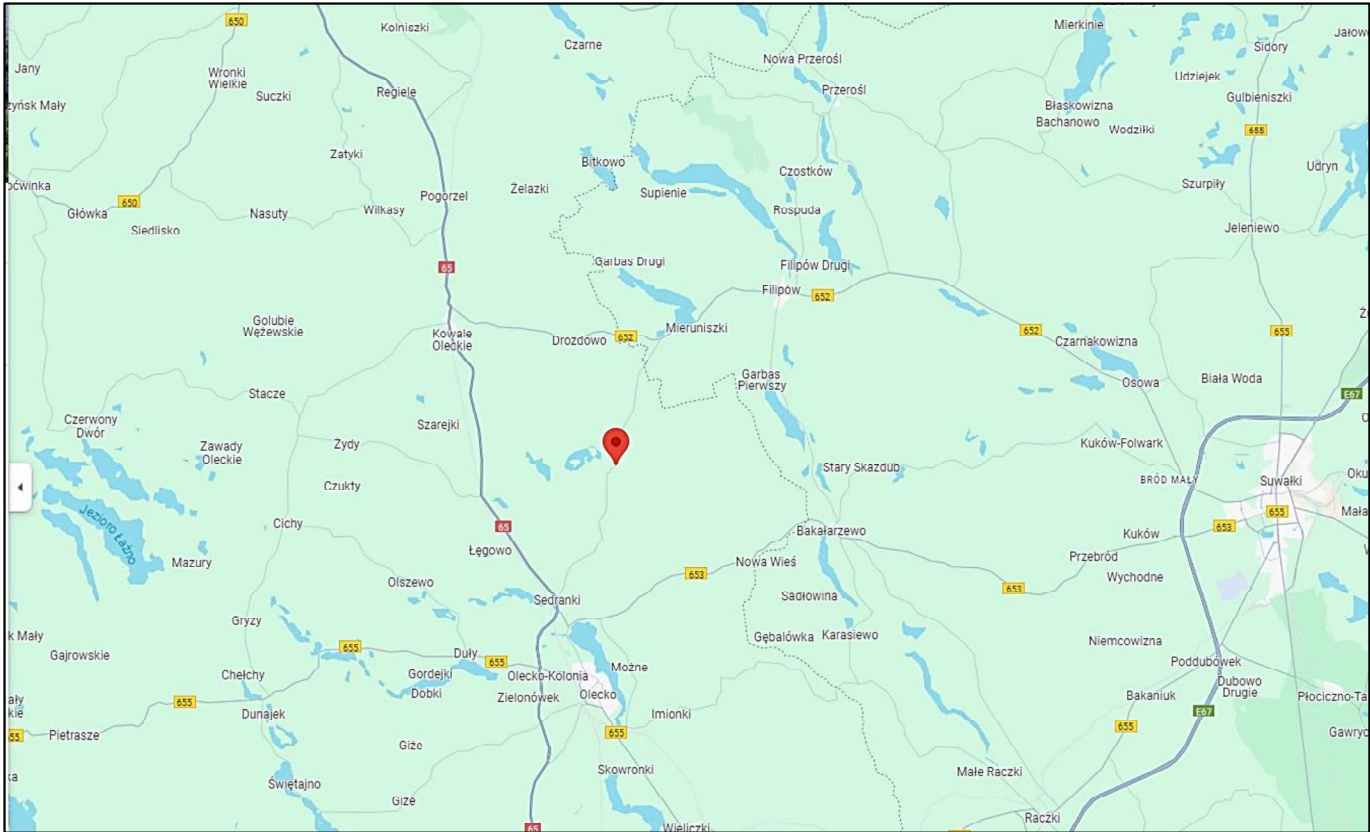 650
Kolniszki
Mierkinie
Czarne
Sidory
Jany
Nowa Przerośl
Wronki
Wielkie
Regiele
Przerośl
Udziejek
Suczki
Gulbieniszki
Błaskowizna
Bachanowo
Wodziłki
655
Zatyki
Bitkowo
Czostków
Udryn
Żelazki
Supienie
Szurpiły
Pogorzel
650
Główka
Nasuty
Wilkasy
Rospuda
Siedlisko
Jeleniewo
65
Garbas Drugi
Filipów Drugi
Filipów
652
Golubie
Wężewskie
Kowale
Oleckie
Drozdowo
652
Mieruniszki
652
655
Czarnakowizna
Garbas
Pierwszy
Osowa
Biała Woda
Stacze
E67
Czerwony
Dwór
Szarejki
Zawady
Oleckie
Żydy
Kuków-Folwark
Stary Skazdub
BRÓD MAŁY
Suwałki
Czukty
Jezioro Łaźno
Cichy
65
655
653
Bakałarzewo
Kuków
Łęgowo
Mazury
Nowa Wieś
Przebród
653
Wychodne
Olszewo
653
Sedranki
Sadłowina
Gryzy
Gębalówka
Karasiewo
Niemcowizna
Gajrowskie
655
Duły
655
Możne
Poddubówek
Chełchy
Gordejki
Olecko-Kolonia
Dubowo
Drugie
Dobki
Zielonówek
Olecko
Bakaniuk
655
Dunajek
Imionki
E67
655
Pietrasze
655
Giże
Skowronki
Małe Raczki
Świętajno
Giże
Raczki
65
Wieliczki